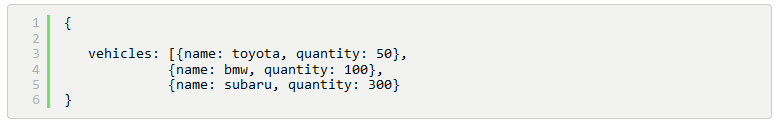 1 {
2
3 vehicles: [{name: toyota, quantity: 50},
4 {name: bmw, quantity: 100},
5 {name: subaru, quantity: 300}
6 }